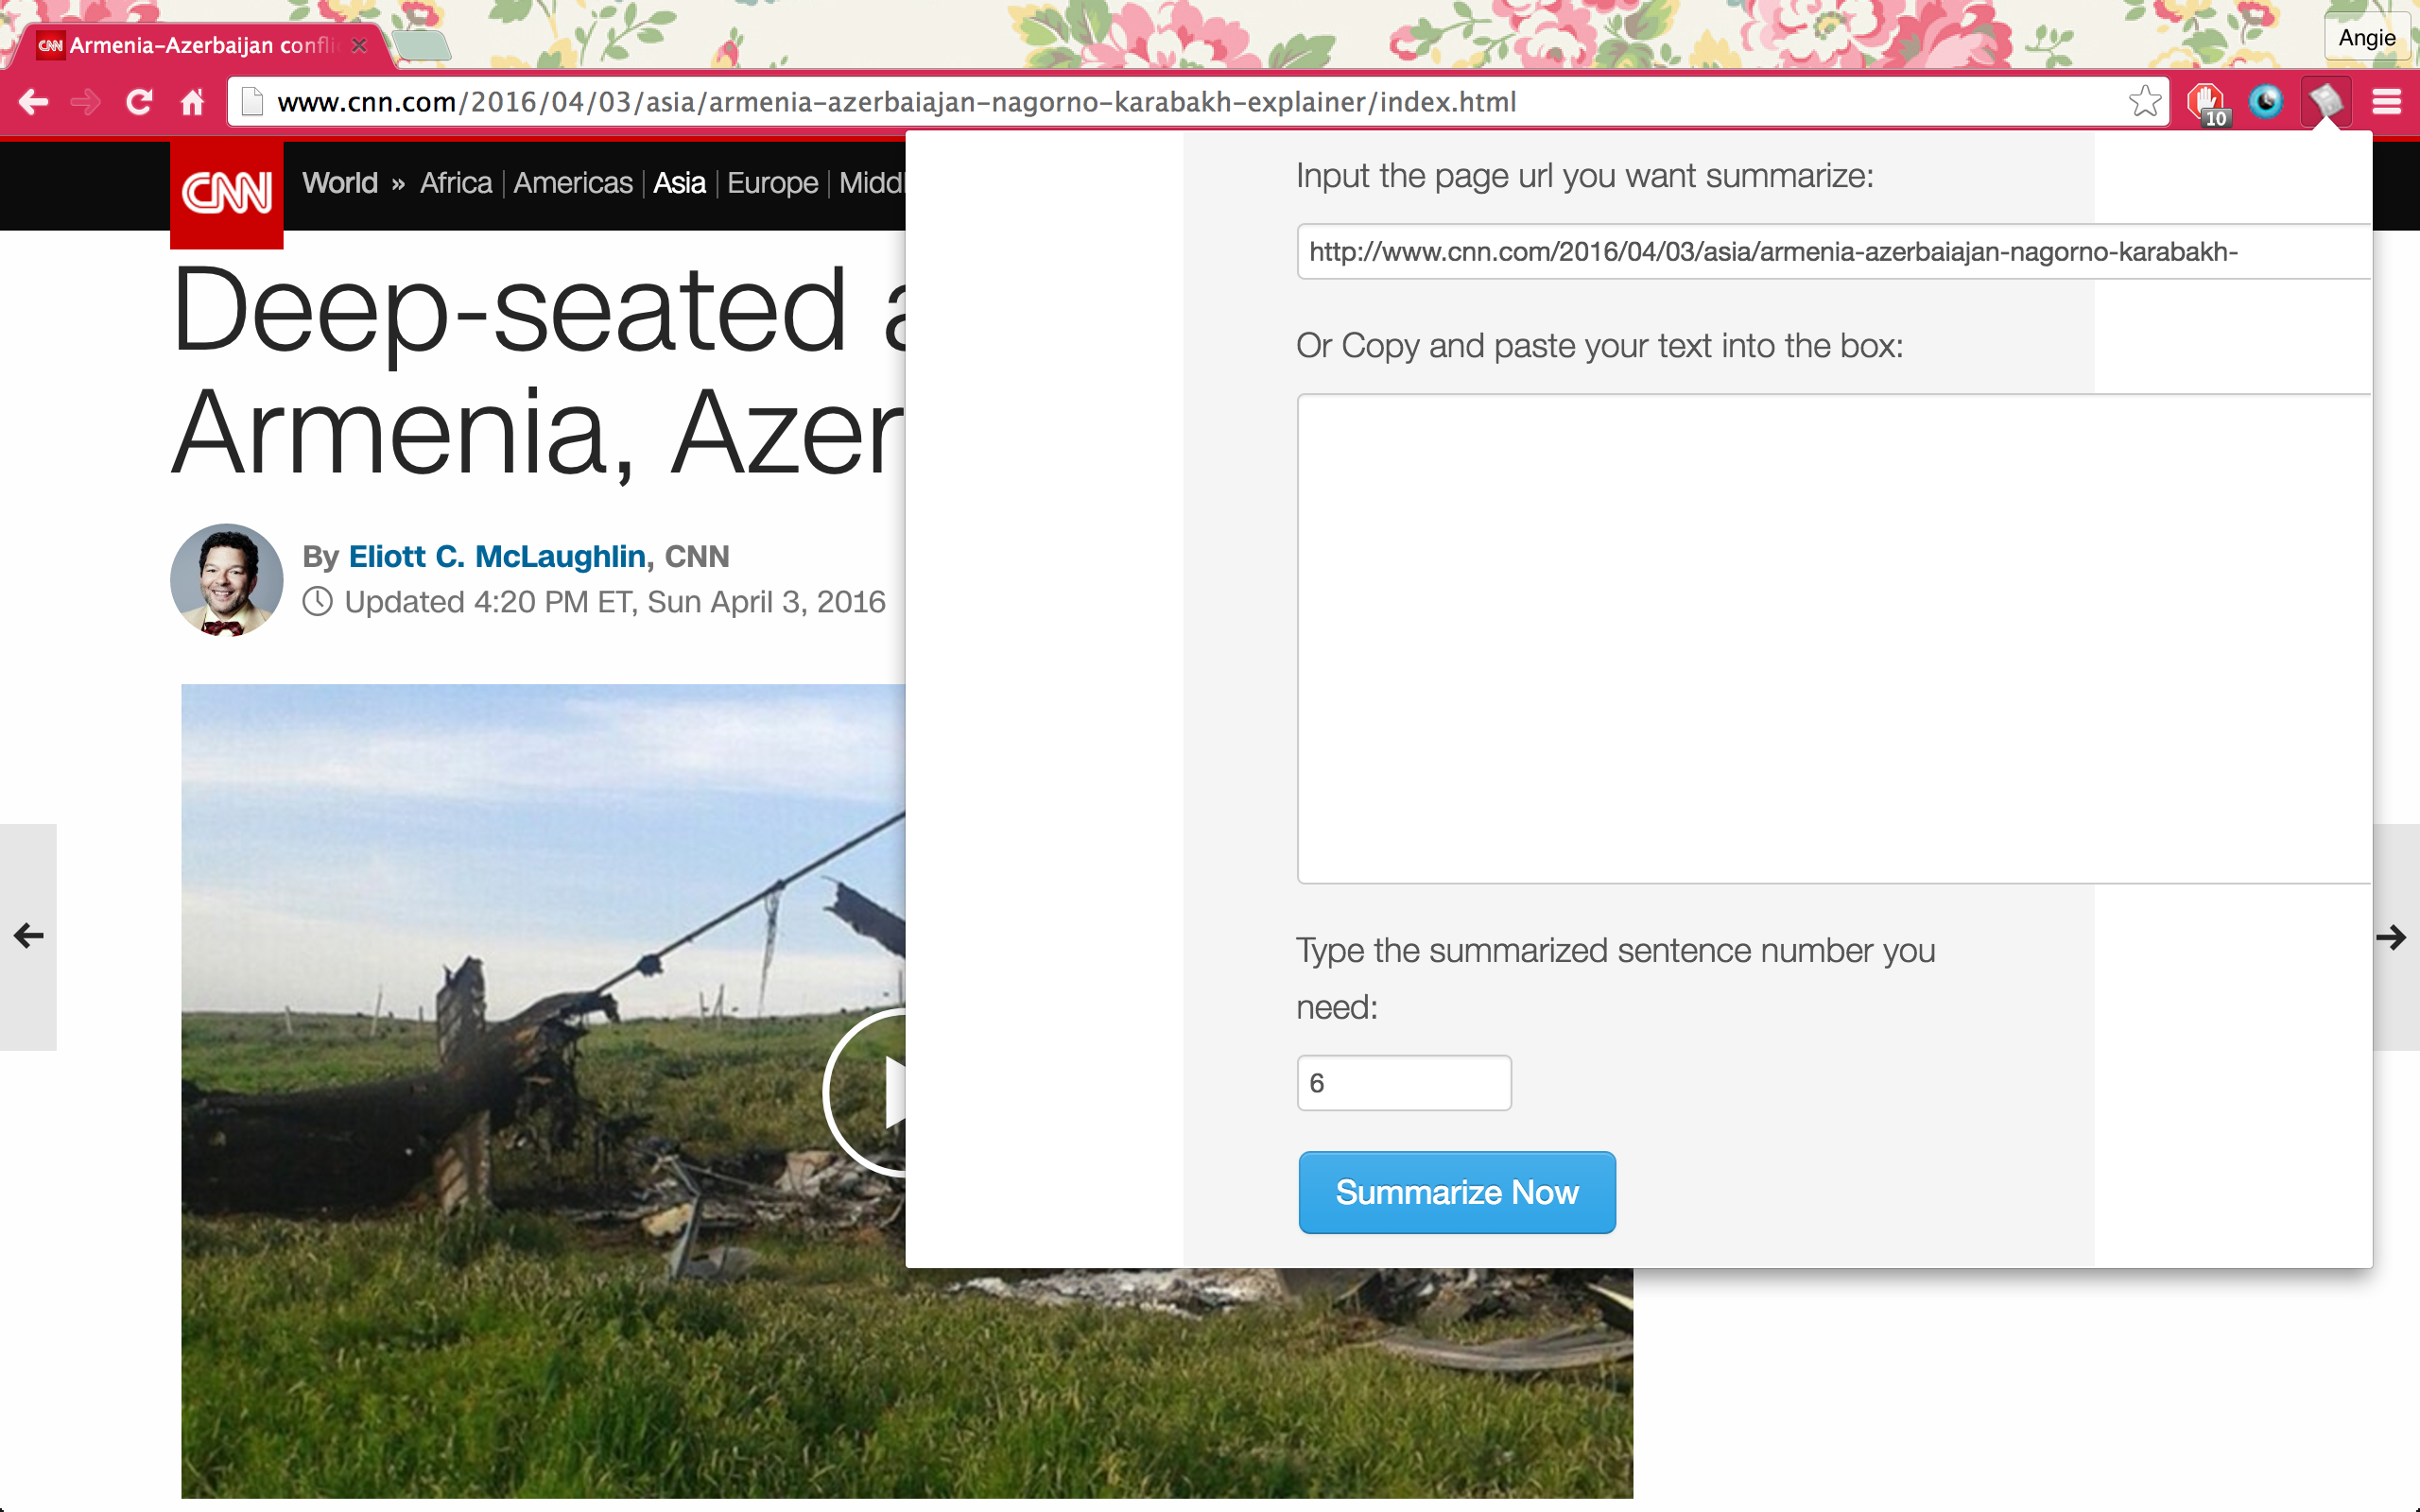 CNN Armenia-Azerbaijan confli
Angie
www.cnn.com/2016/04/03/asia/armenia-azerbaiajan-nagorno-karabakh-explainer/index.html
10
CNN World » Africa | Americas | Asia | Europe | Middl
Deep-seated a
Armenia, Azer
By Eliott C. McLaughlin, CNN
Updated 4:20 PM ET, Sun April 3, 2016
Input the page url you want summarize:
http://www.cnn.com/2016/04/03/asia/armenia-azerbaiajan-nagorno-karabakh-
Or Copy and paste your text into the box:
Type the summarized sentence number you
need:
6
Summarize Now